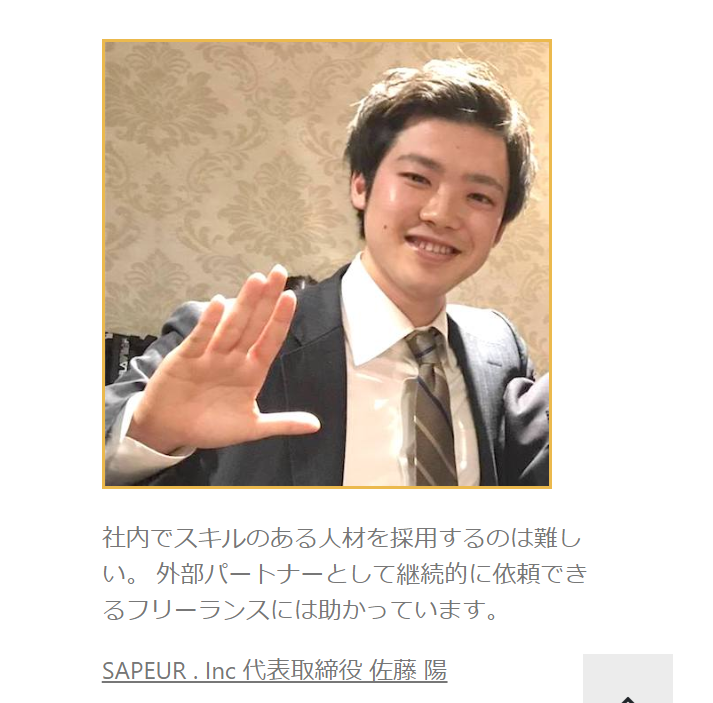 社内でスキルのある人材を採用するのは難し
い。 外部パートナーとして継続的に依頼でき
るフリーランスには助かっています。
SAPEUR . Inc 代表取締役 佐藤 陽